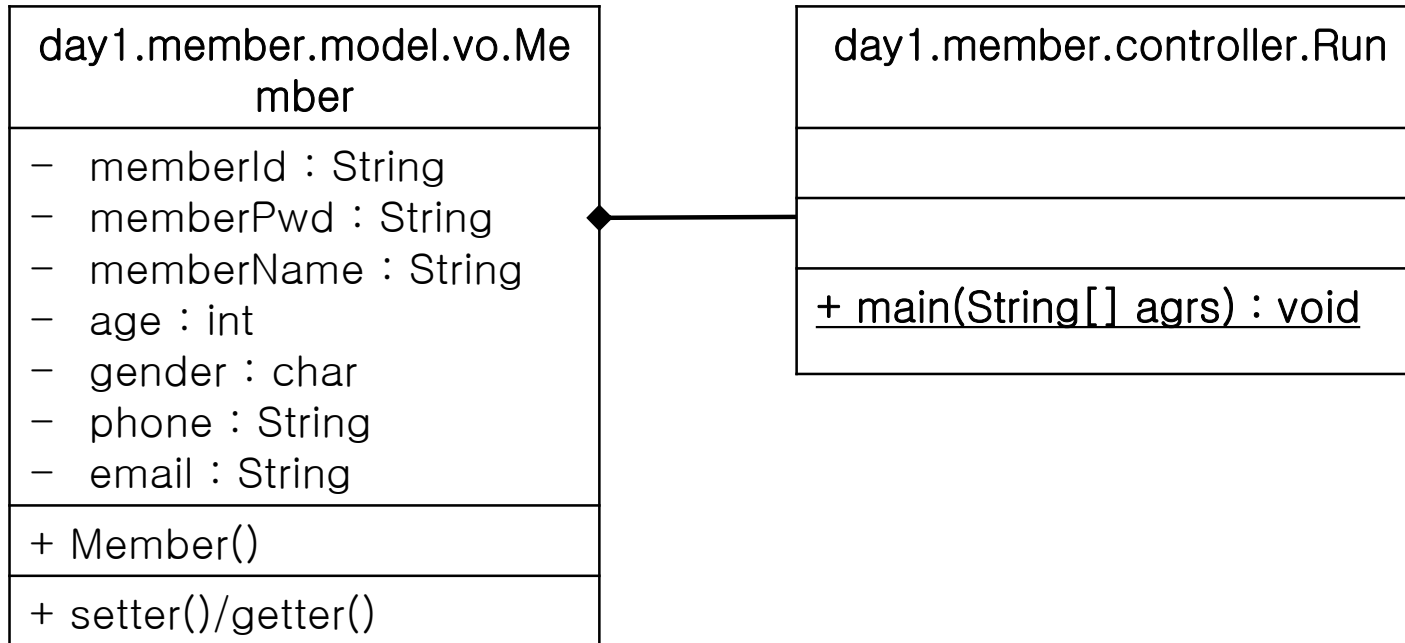 day1.member.model.vo.Me
mber
- memberId : String
- memberPwd : String
- memberName : String
- age : int
- gender : char
- phone : String
- email : String
+ Member()
+ setter()/getter()
day1.member.controller.Run
+ main(String[] agrs) : void